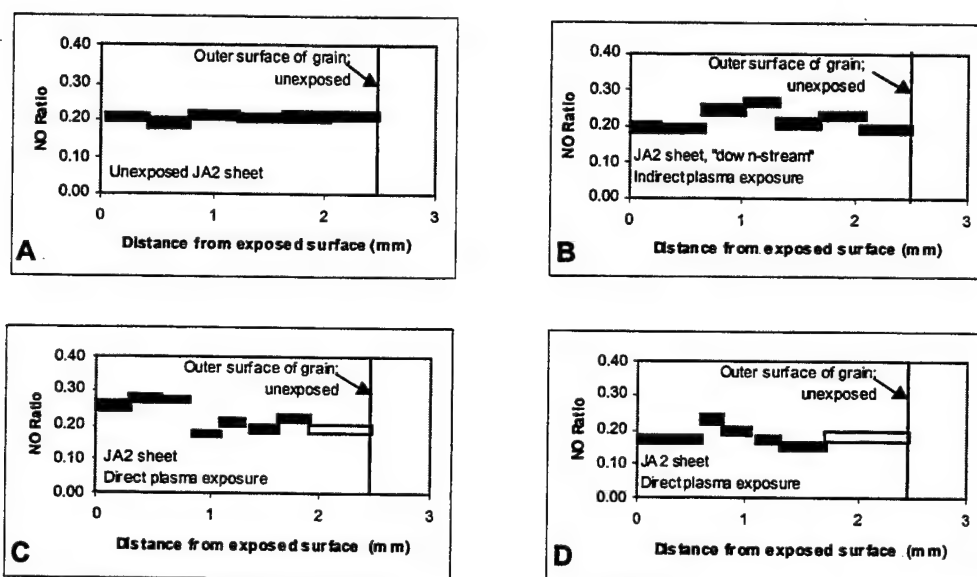 0.40
Outer surface of grain;
unexposed
0.30
0.20
0.10
Unexposed JA2 sheet
0.00
0
1
2
3
NO Ratio
Distance from exposed surface (mm)
A
0.40
Outer surface of grain;
unexposed
0.30
0.20
0.10
JA2 sheet, "down-stream"
Indirect plasma exposure
0.00
0
1
2
3
NO Ratio
Distance from exposed surface (mm)
B
0.40
Outer surface of grain;
unexposed
0.30
0.20
0.10
JA2 sheet
Direct plasma exposure
0.00
0
1
2
3
NO Ratio
Distance from exposed surface (mm)
C
0.40
Outer surface of grain;
unexposed
0.30
0.20
0.10
JA2 sheet
Direct plasma exposure
0.00
0
1
2
3
NO Ratio
Distance from exposed surface (mm)
D